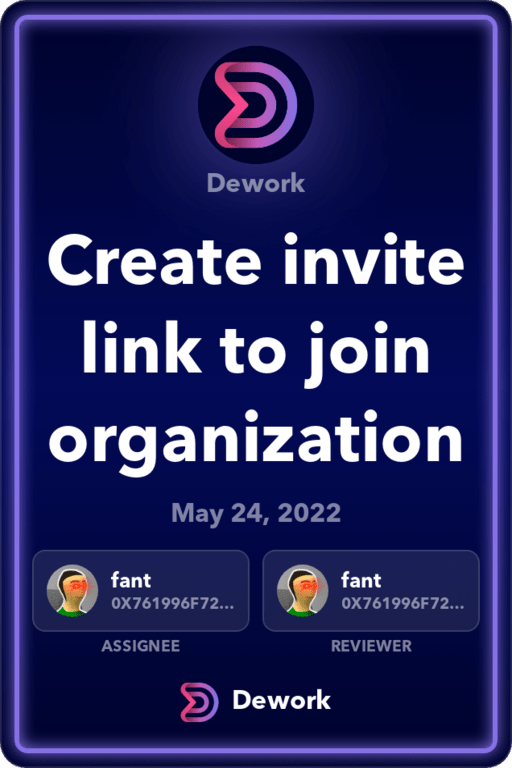 Dework
Create invite
link to join
organization
May 24, 2022
fant
0X761996F72...
ASSIGNEE
fant
0X761996F72...
REVIEWER
Dework